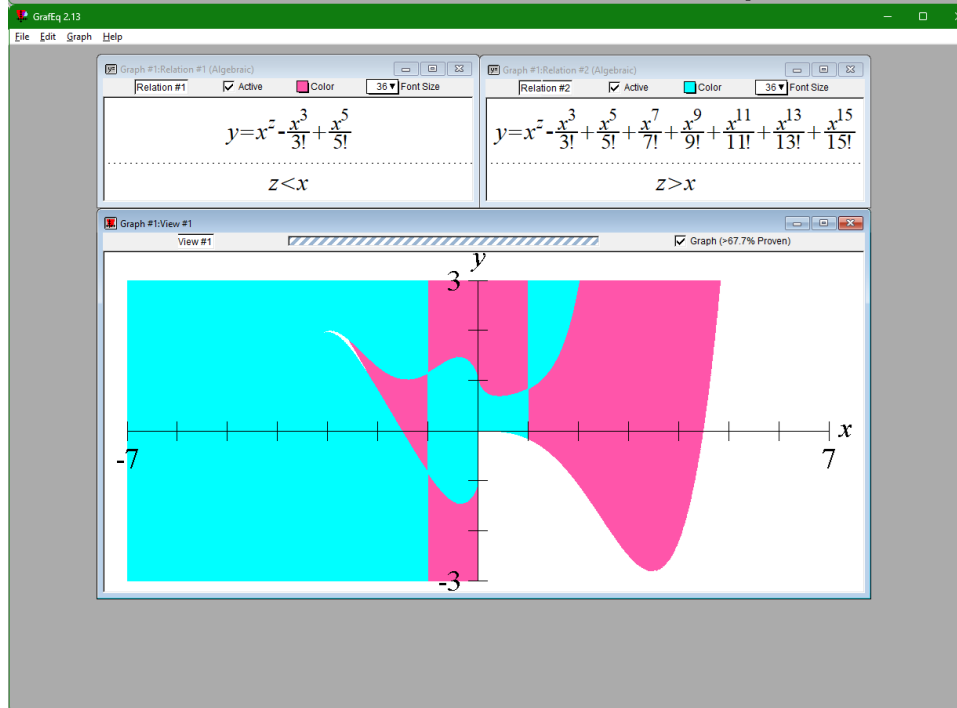 GrafEq 2.13
File Edit Graph Help
Graph #1:Relation #1 (Algebraic)
Relation #1 Active Color 36▼ Font Size
y=x^z-x^3/3!+x^5/5!
z<x
Graph #1:Relation #2 (Algebraic)
Relation #2 Active Color 36▼ Font Size
y=x^z-x^3/3!+x^5/5!+x^7/7!+x^9/9!+x^11/11!+x^13/13!+x^15/15!
z>x
Graph #1:View #1
View #1 Graph (>67.7% Proven)
y
3
x
-7 7
-3